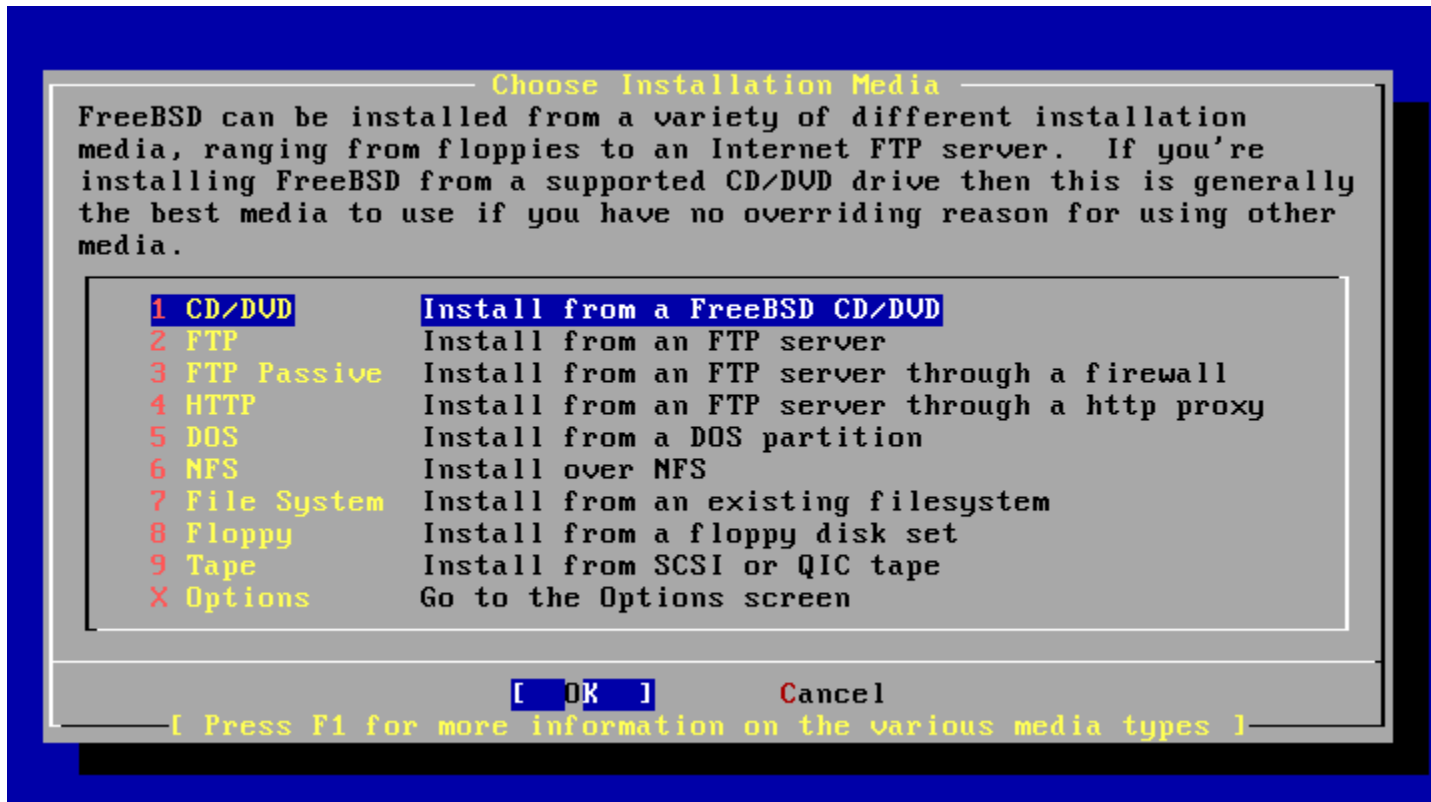 Choose Installation Media
FreeBSD can be installed from a variety of different installation
media, ranging from floppies to an Internet FTP server.  If you're
installing FreeBSD from a supported CD/DVD drive then this is generally
the best media to use if you have no overriding reason for using other
media.
1 CD/DVD Install from a FreeBSD CD/DVD
2 FTP Install from an FTP server
3 FTP Passive Install from an FTP server through a firewall
4 HTTP Install from an FTP server through a http proxy
5 DOS Install from a DOS partition
6 NFS Install over NFS
7 File System Install from an existing filesystem
8 Floppy Install from a floppy disk set
9 Tape Install from SCSI or QIC tape
X Options Go to the Options screen
[ OK ] Cancel
[ Press F1 for more information on the various media types ]